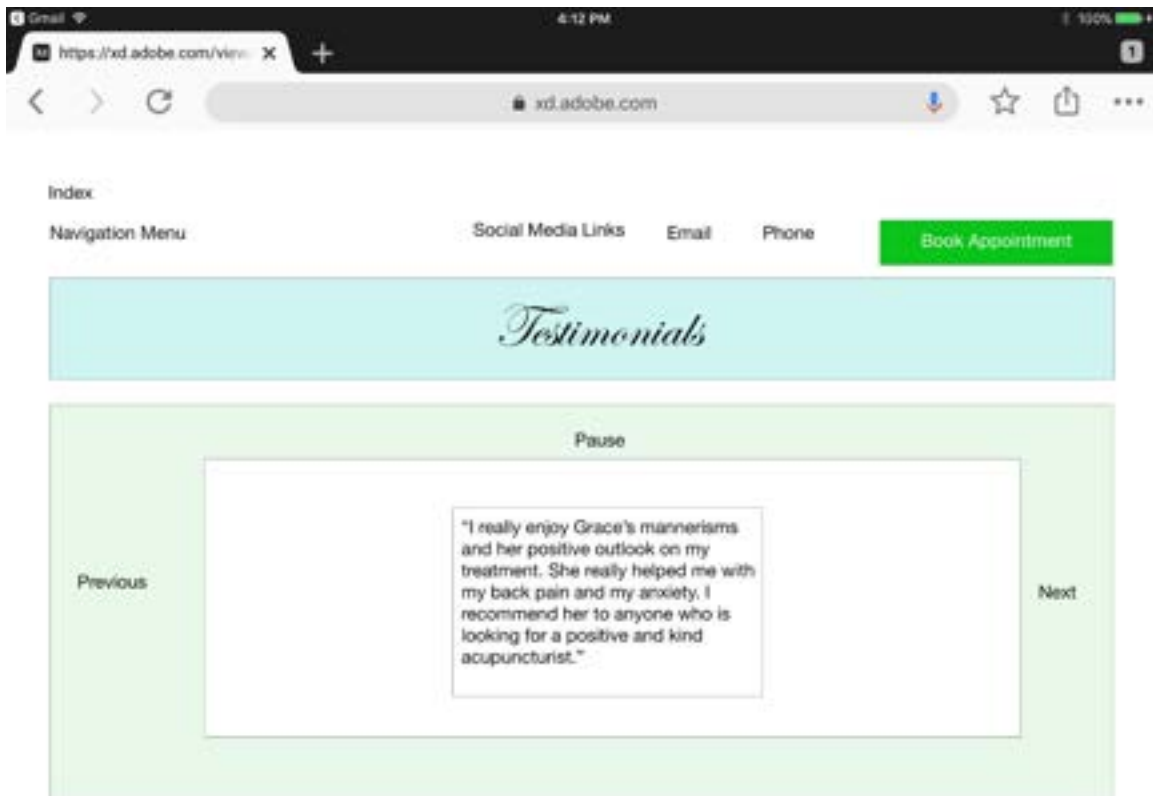 Gmail
4:12 PM
100%
https://xd.adobe.com/view
1
xd.adobe.com
Index
Navigation Menu
Social Media Links
Email
Phone
Book Appointment
Testimonials
Pause
"I really enjoy Grace's mannerisms
and her positive outlook on my
treatment. She really helped me with
my back pain and my anxiety. I
recommend her to anyone who is
looking for a positive and kind
acupuncturist."
Previous
Next